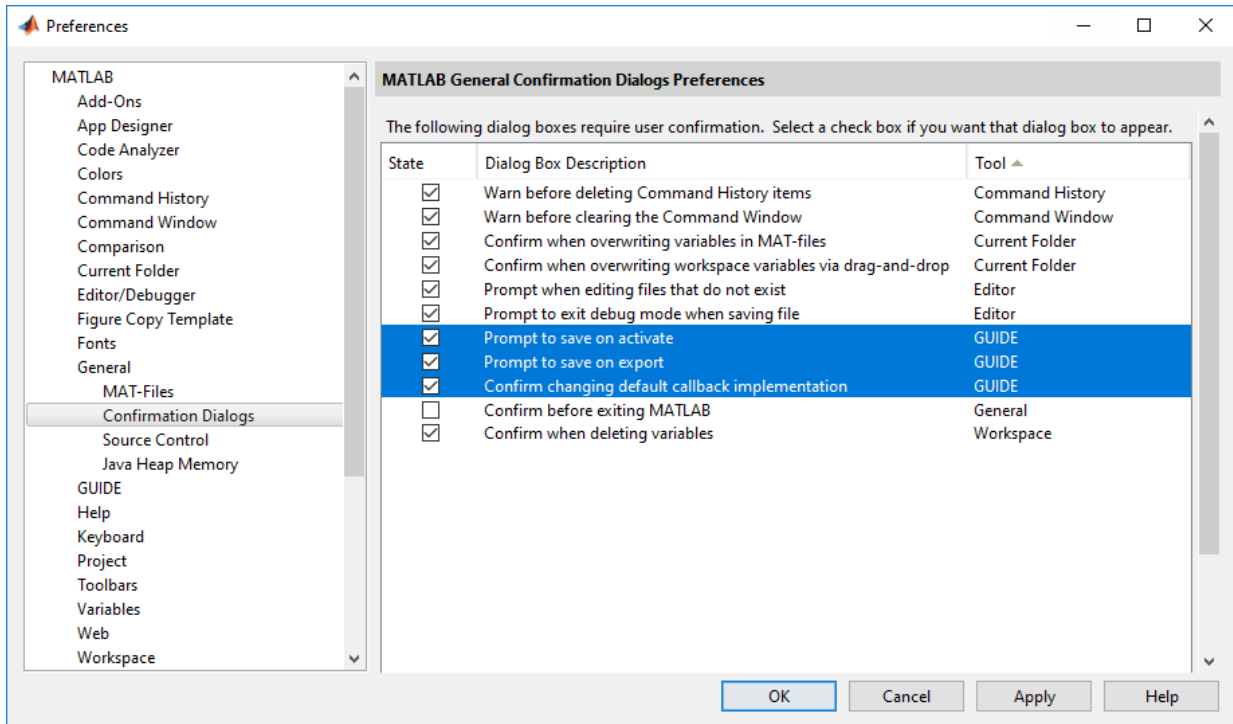 Preferences
MATLAB
Add-Ons
App Designer
Code Analyzer
Colors
Command History
Command Window
Comparison
Current Folder
Editor/Debugger
Figure Copy Template
Fonts
General
MAT-Files
Confirmation Dialogs
Source Control
Java Heap Memory
GUIDE
Help
Keyboard
Project
Toolbars
Variables
Web
Workspace
MATLAB General Confirmation Dialogs Preferences
The following dialog boxes require user confirmation.  Select a check box if you want that dialog box to appear.
State Dialog Box Description Tool
Warn before deleting Command History items Command History
Warn before clearing the Command Window Command Window
Confirm when overwriting variables in MAT-files Current Folder
Confirm when overwriting workspace variables via drag-and-drop Current Folder
Prompt when editing files that do not exist Editor
Prompt to exit debug mode when saving file Editor
Prompt to save on activate GUIDE
Prompt to save on export GUIDE
Confirm changing default callback implementation GUIDE
Confirm before exiting MATLAB General
Confirm when deleting variables Workspace
OK Cancel Apply Help